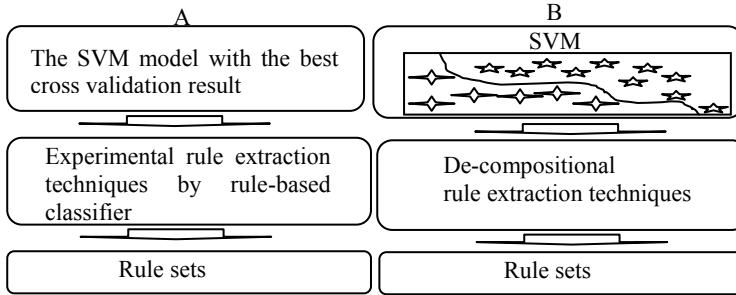 A
The SVM model with the best
cross validation result
Experimental rule extraction
techniques by rule-based
classifier
Rule sets
B
SVM
De-compositional
rule extraction techniques
Rule sets